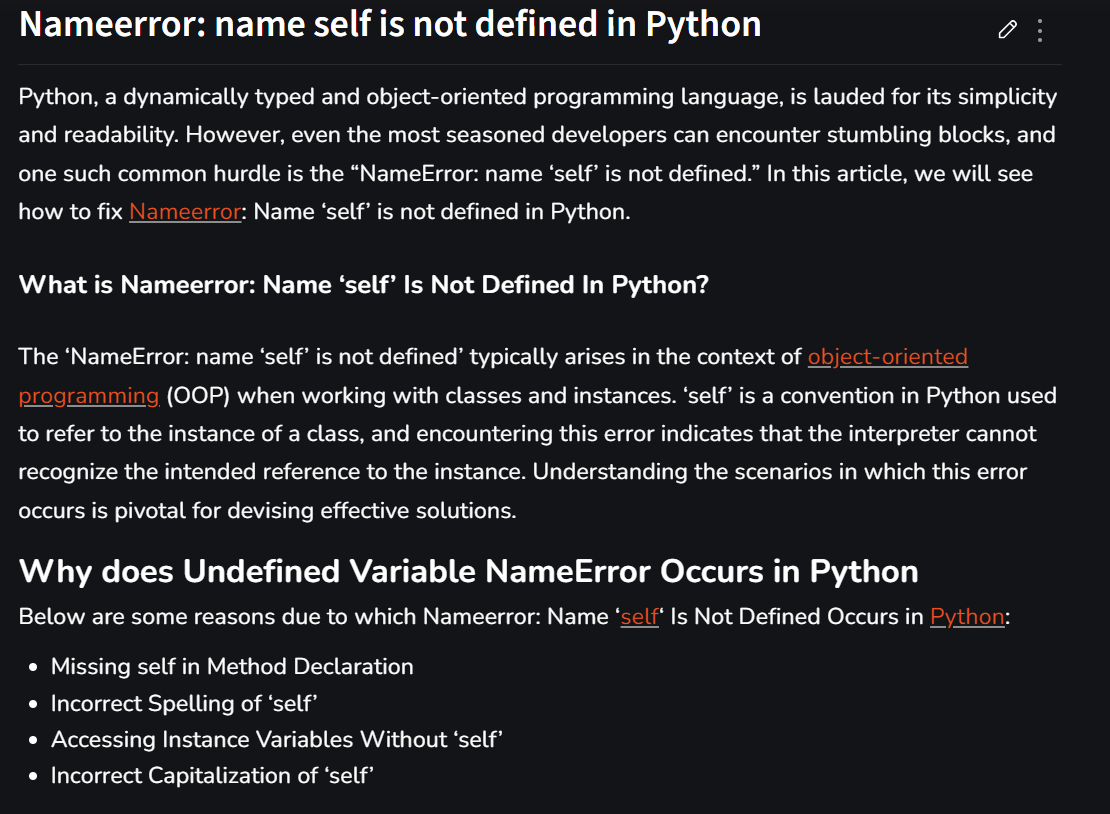 Nameerror: name self is not defined in Python
Python, a dynamically typed and object-oriented programming language, is lauded for its simplicity
and readability. However, even the most seasoned developers can encounter stumbling blocks, and
one such common hurdle is the “NameError: name ‘self’ is not defined.” In this article, we will see
how to fix Nameerror: Name ‘self’ is not defined in Python.
What is Nameerror: Name ‘self’ Is Not Defined In Python?
The ‘NameError: name ‘self’ is not defined’ typically arises in the context of object-oriented
programming (OOP) when working with classes and instances. ‘self’ is a convention in Python used
to refer to the instance of a class, and encountering this error indicates that the interpreter cannot
recognize the intended reference to the instance. Understanding the scenarios in which this error
occurs is pivotal for devising effective solutions.
Why does Undefined Variable NameError Occurs in Python
Below are some reasons due to which Nameerror: Name ‘self‘ Is Not Defined Occurs in Python:
• Missing self in Method Declaration
• Incorrect Spelling of ‘self’
• Accessing Instance Variables Without ‘self’
• Incorrect Capitalization of ‘self’